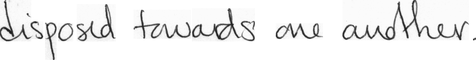 disposed towards one another.